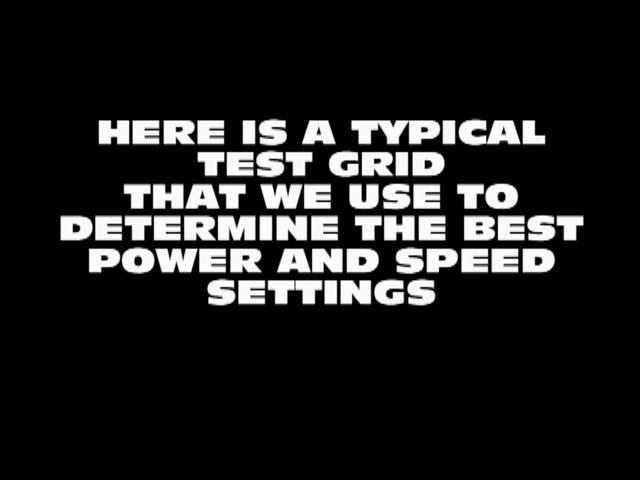 HERE IS A TYPICAL
TEST GRID
THAT WE USE TO
DETERMINE THE BEST
POWER AND SPEED
SETTINGS